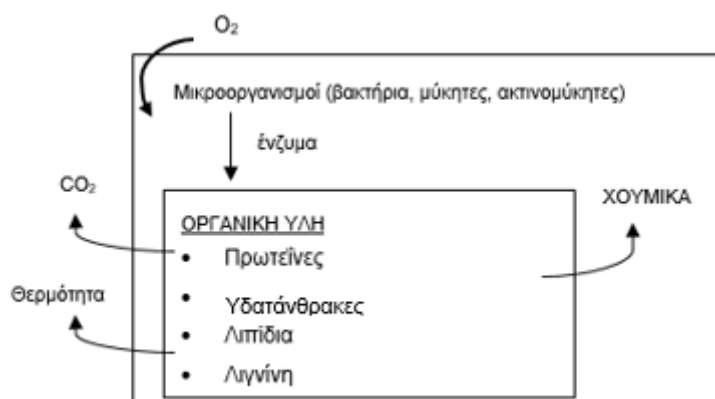 O₂
Μικροοργανισμοί (βακτήρια, μύκητες, ακτινομύκητες)
ένζυμα
CO₂
ΧΟΥΜΙΚΑ
ΟΡΓΑΝΙΚΗ ΥΛΗ
• Πρωτεΐνες
Θερμότητα
• Υδατάνθρακες
• Λιπίδια
• Λιγνίνη